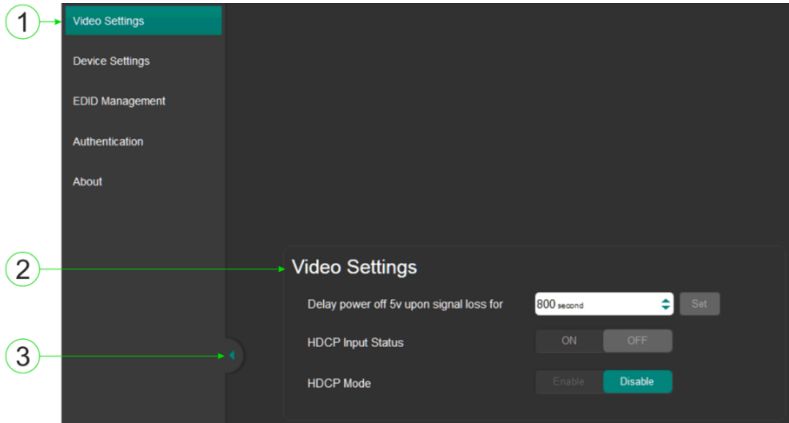 1
Video Settings
Device Settings
EDID Management
Authentication
About
2
Video Settings
Delay power off 5v upon signal loss for 800 second Set
HDCP Input Status ON OFF
3
HDCP Mode Enable Disable